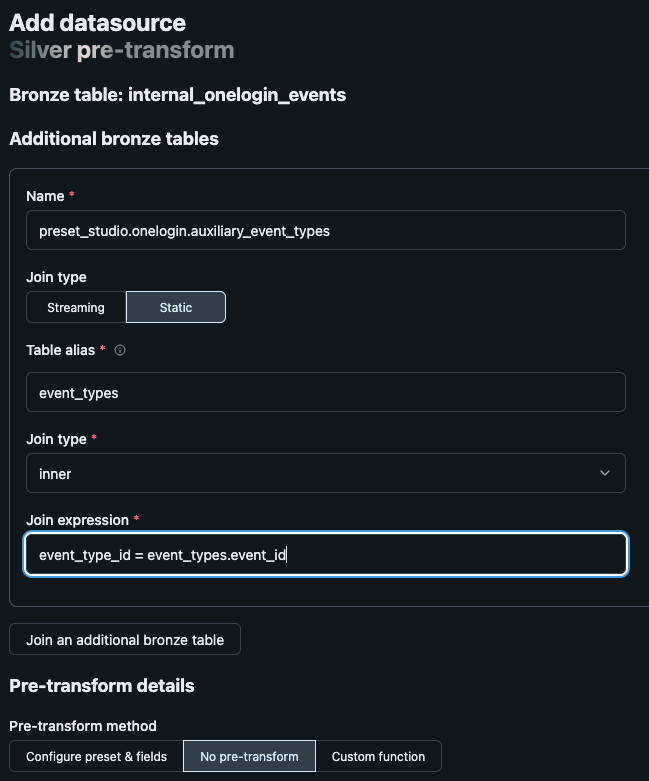 Add datasource
Silver pre-transform
Bronze table: internal_onelogin_events
Additional bronze tables
Name *
preset_studio.onelogin.auxiliary_event_types
Join type
Streaming Static
Table alias *
event_types
Join type *
inner
Join expression *
event_type_id = event_types.event_id
Join an additional bronze table
Pre-transform details
Pre-transform method
Configure preset & fields No pre-transform Custom function